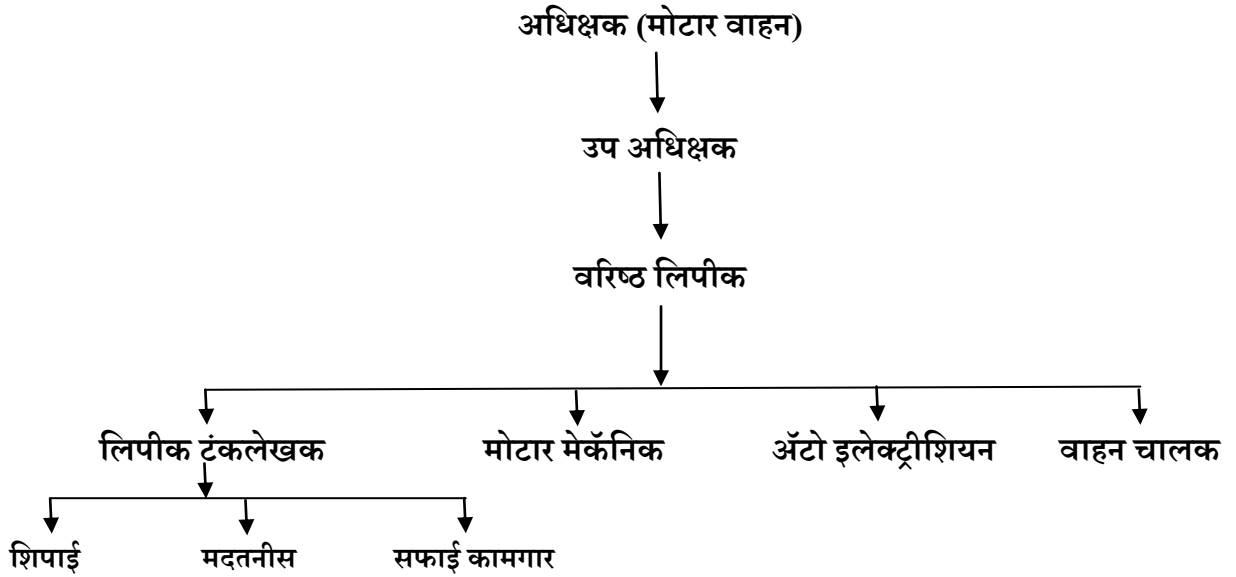 अधिक्षक (मोटार वाहन)
उप अधिक्षक
वरिष्ठ लिपीक
लिपीक टंकलेखक मोटार मेकॅनिक ॲटो इलेक्ट्रीशियन वाहन चालक
शिपाई मदतनीस सफाई कामगार